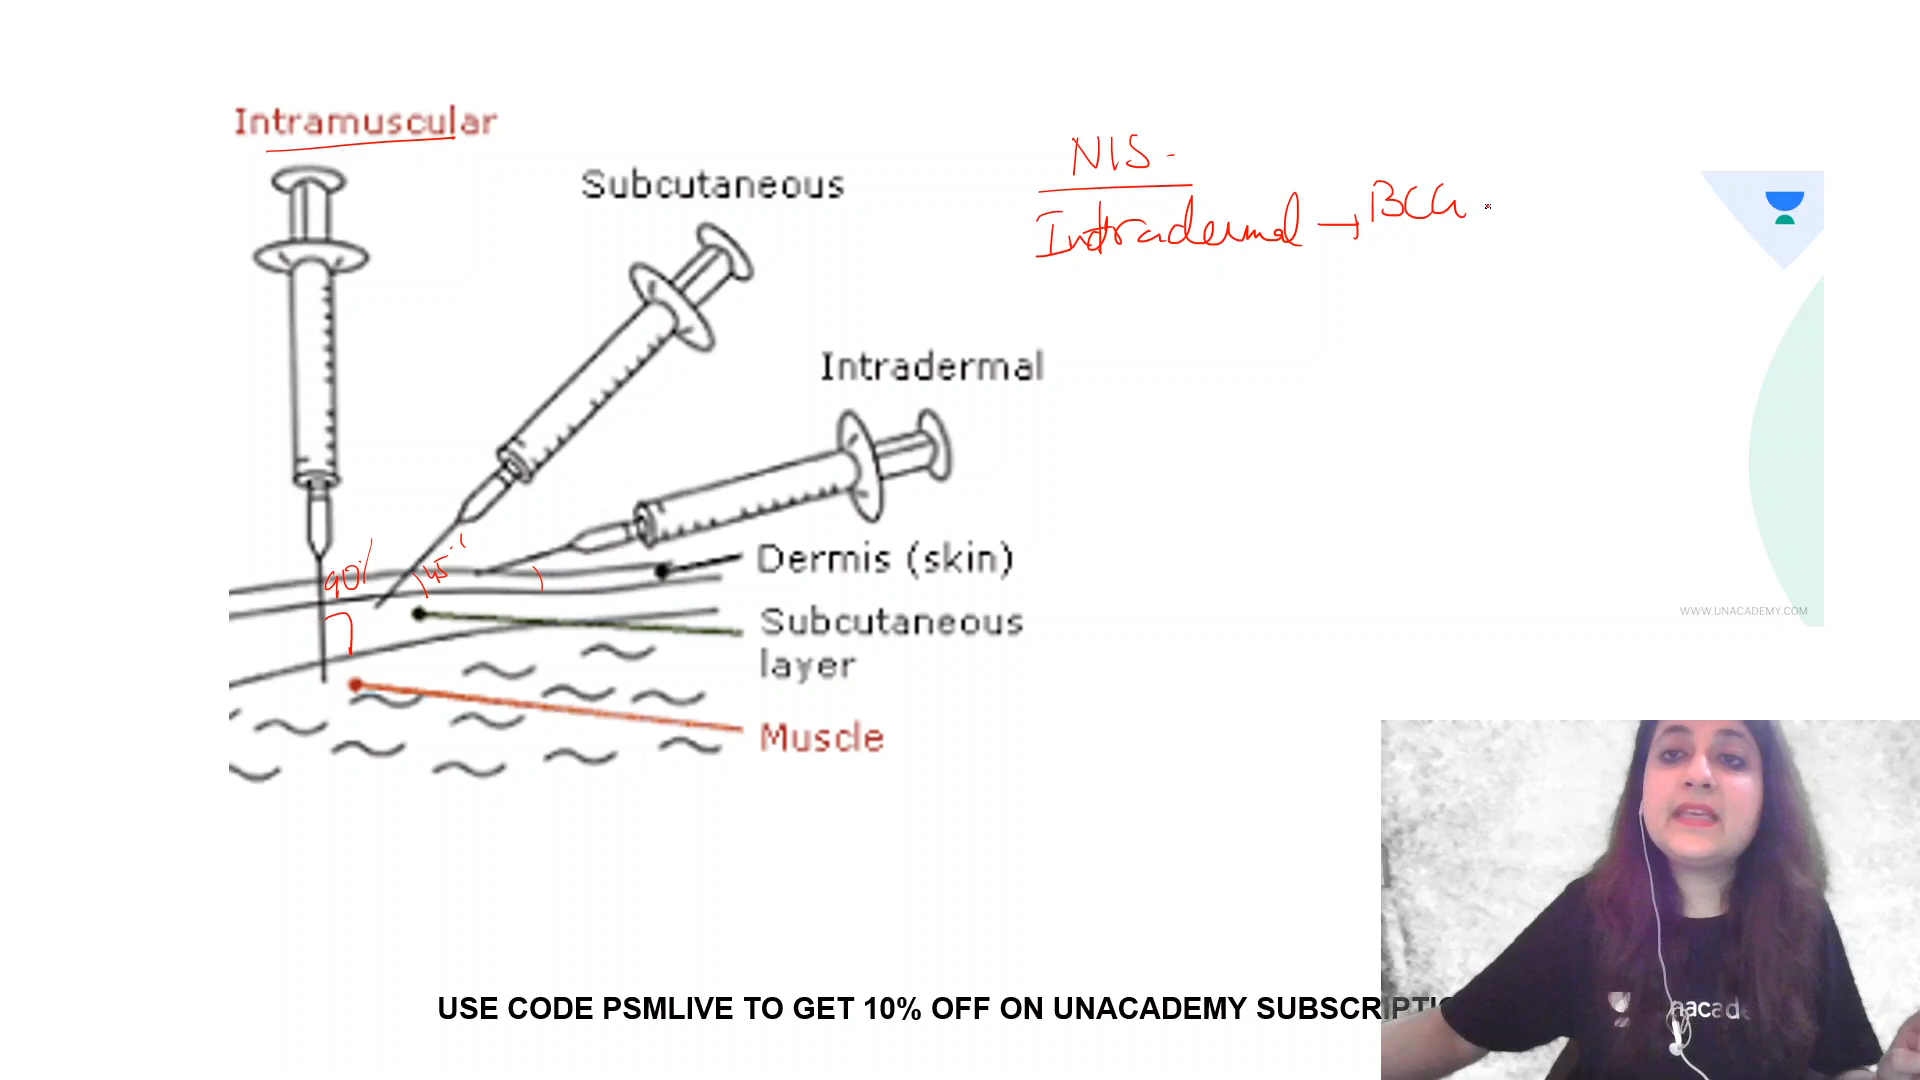 Intramuscular
Subcutaneous
NIS -
Intradermal → BCG
Intradermal
90°
45°
Dermis (skin)
Subcutaneous
layer
Muscle
WWW.UNACADEMY.COM
USE CODE PSMLIVE TO GET 10% OFF ON UNACADEMY